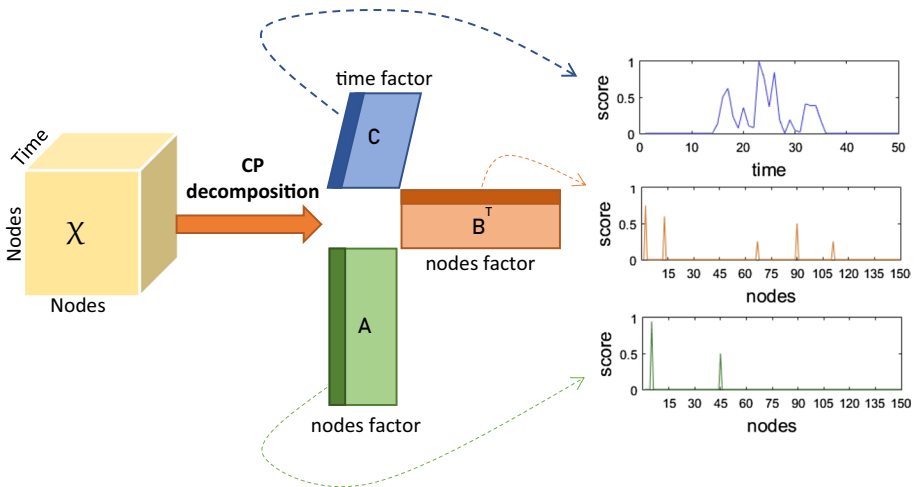 Time
Nodes
χ
Nodes
CP
decomposition
time factor
C
B^T
nodes factor
A
nodes factor
score
1
0.5
0
0 10 20 30 40 50
time
score
1
0.5
0
15 30 45 60 75 90 105 120 135 150
nodes
score
1
0.5
0
15 30 45 60 75 90 105 120 135 150
nodes